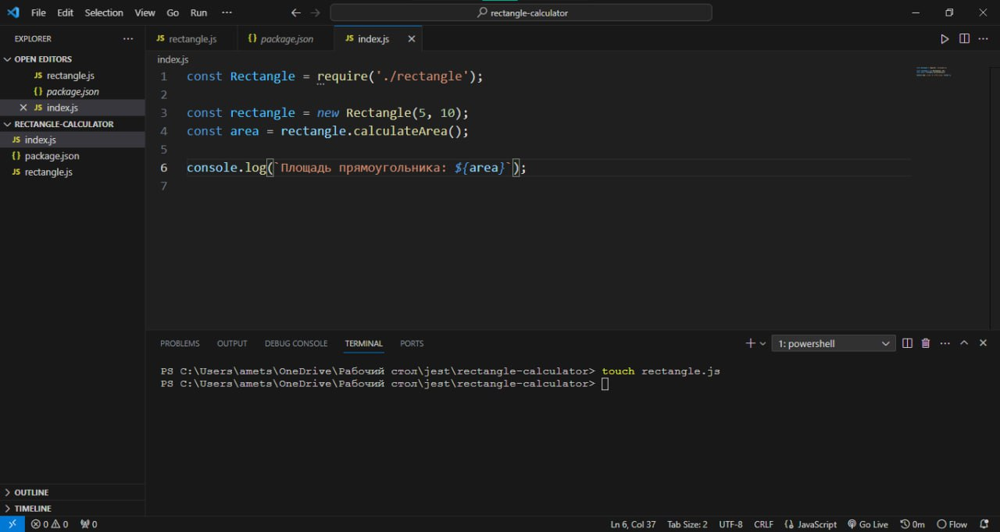 File Edit Selection View Go Run ··· rectangle-calculator
EXPLORER ···
OPEN EDITORS
JS rectangle.js
{} package.json
JS index.js
RECTANGLE-CALCULATOR
JS index.js
{} package.json
JS rectangle.js
OUTLINE
TIMELINE
JS rectangle.js {} package.json JS index.js
index.js
1 const Rectangle = require('./rectangle');
2
3 const rectangle = new Rectangle(5, 10);
4 const area = rectangle.calculateArea();
5
6 console.log(`Площадь прямоугольника: ${area}`);
7
PROBLEMS OUTPUT DEBUG CONSOLE TERMINAL PORTS 1: powershell
PS C:\Users\amets\OneDrive\Рабочий стол\jest\rectangle-calculator> touch rectangle.js
PS C:\Users\amets\OneDrive\Рабочий стол\jest\rectangle-calculator>
0 0 0 Ln 6, Col 37 Tab Size: 2 UTF-8 CRLF {} JavaScript Go Live 0m Flow